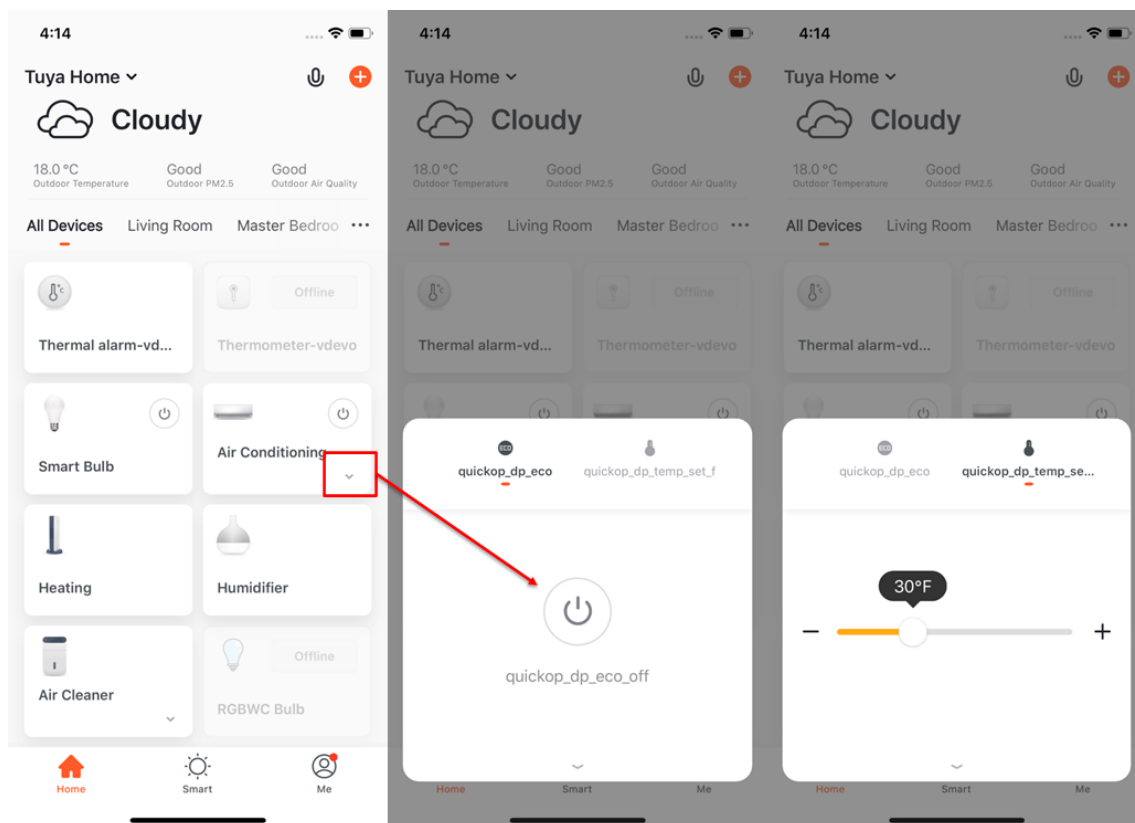 4:14
Tuya Home
Cloudy
18.0 °C Good Good
Outdoor Temperature Outdoor PM2.5 Outdoor Air Quality
All Devices Living Room Master Bedroo ...
Offline
Thermal alarm-vd... Thermometer-vdevo
Smart Bulb
Air Conditioning
Heating Humidifier
Offline
Air Cleaner
RGBWC Bulb
Home Smart Me
4:14
Tuya Home
Cloudy
18.0 °C Good Good
Outdoor Temperature Outdoor PM2.5 Outdoor Air Quality
All Devices Living Room Master Bedroo ...
Offline
Thermal alarm-vd... Thermometer-vdevo
ECO
quickop_dp_eco quickop_dp_temp_set_f
quickop_dp_eco_off
Home Smart Me
4:14
Tuya Home
Cloudy
18.0 °C Good Good
Outdoor Temperature Outdoor PM2.5 Outdoor Air Quality
All Devices Living Room Master Bedroo ...
Offline
Thermal alarm-vd... Thermometer-vdevo
ECO
quickop_dp_eco quickop_dp_temp_se...
30°F
Home Smart Me